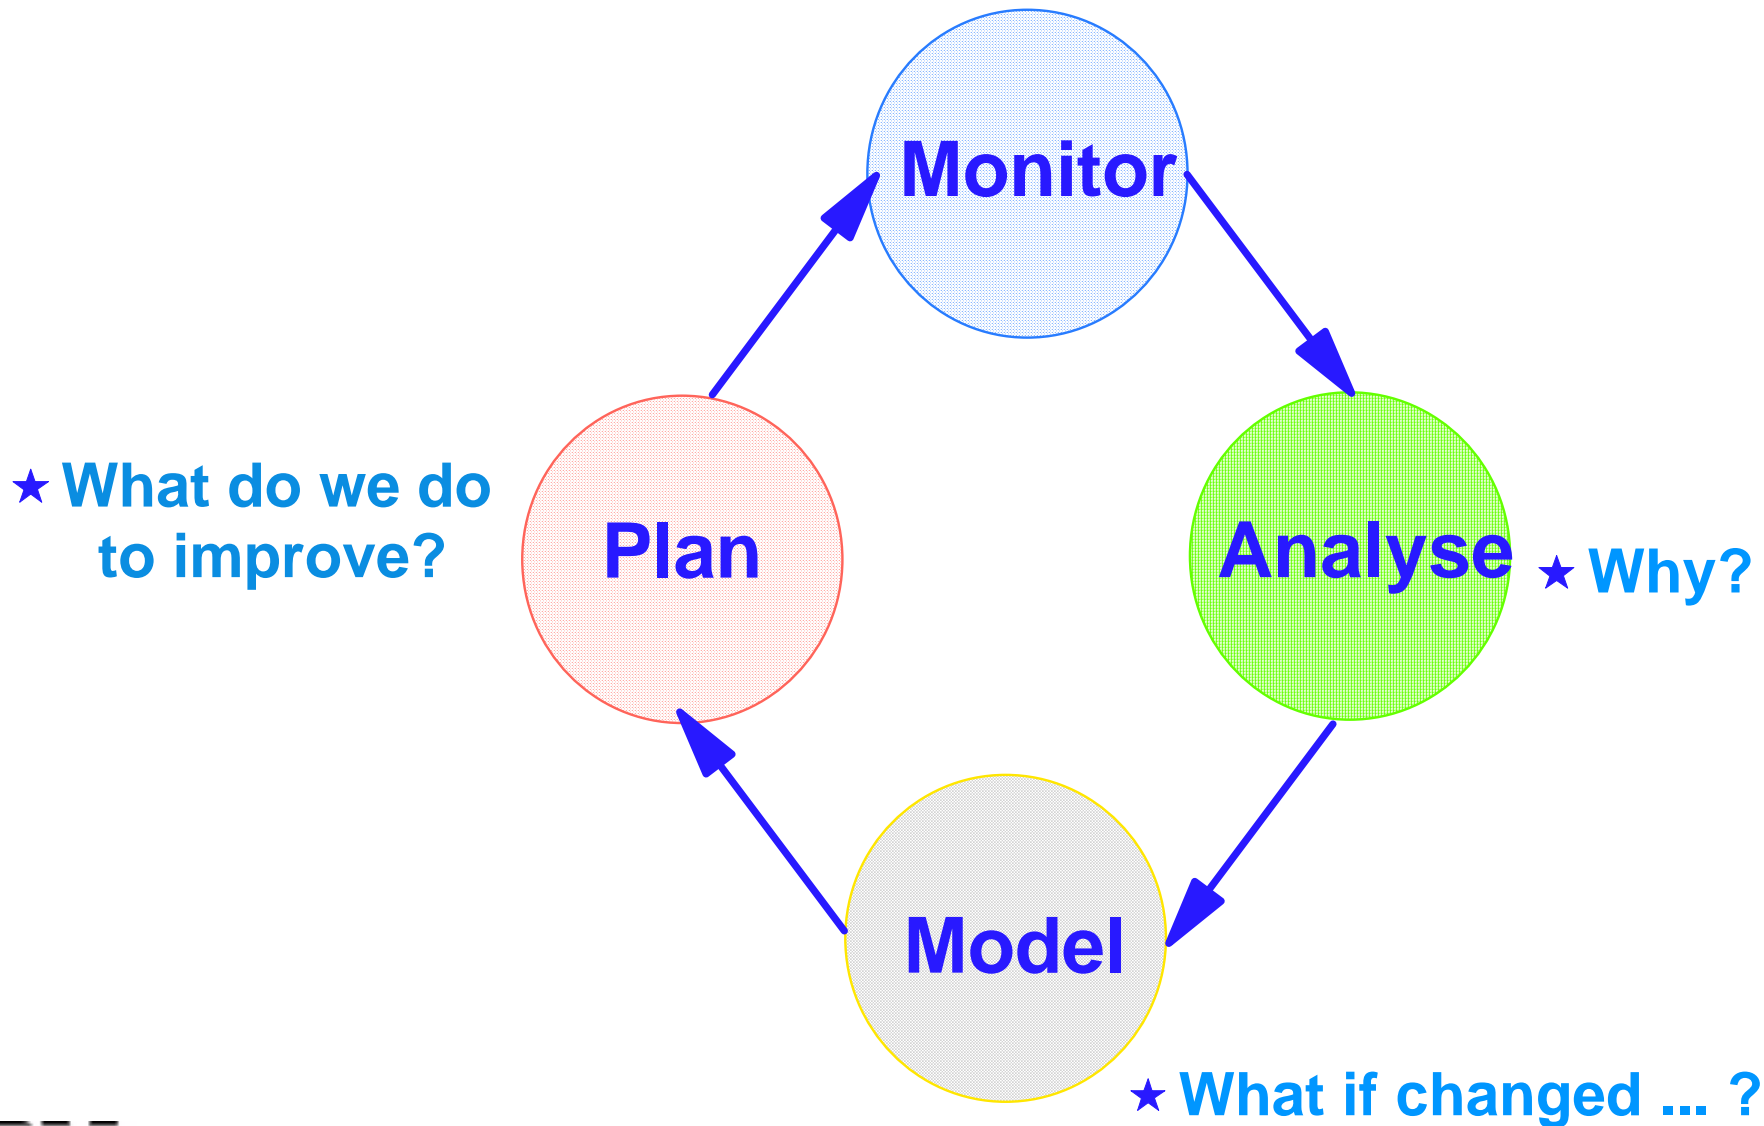 Monitor
★ What do we do
to improve?
Plan
Analyse
★ Why?
Model
★ What if changed ... ?